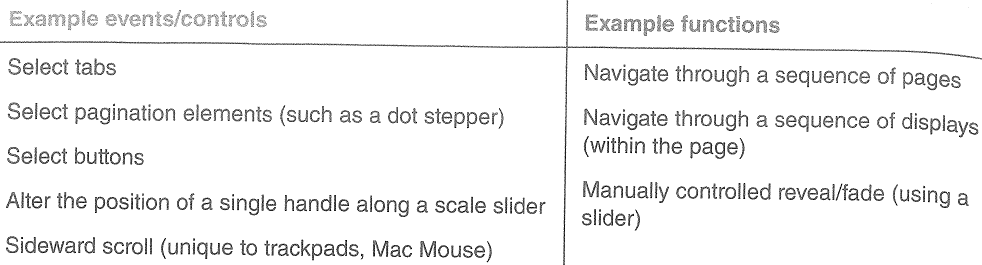 Example events/controls
Select tabs
Select pagination elements (such as a dot stepper)
Select buttons
Alter the position of a single handle along a scale slider
Sideward scroll (unique to trackpads, Mac Mouse)
Example functions
Navigate through a sequence of pages
Navigate through a sequence of displays
(within the page)
Manually controlled reveal/fade (using a
slider)